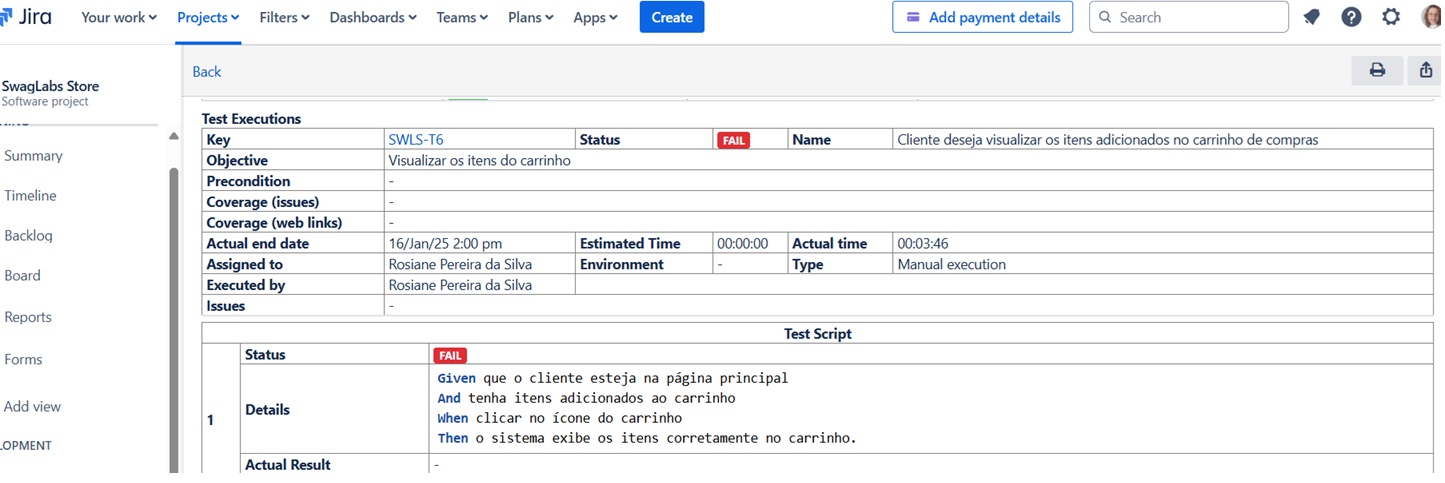 Jira Your work Projects Filters Dashboards Teams Plans Apps Create Add payment details Search
SwagLabs Store
Software project
Summary
Timeline
Backlog
Board
Reports
Forms
Add view
LOPMENT
Back
Test Executions
Key SWLS-T6 Status FAIL Name Cliente deseja visualizar os itens adicionados no carrinho de compras
Objective Visualizar os itens do carrinho
Precondition -
Coverage (issues) -
Coverage (web links) -
Actual end date 16/Jan/25 2:00 pm Estimated Time 00:00:00 Actual time 00:03:46
Assigned to Rosiane Pereira da Silva Environment - Type Manual execution
Executed by Rosiane Pereira da Silva
Issues -
Test Script
1
Status FAIL
Details
Given que o cliente esteja na página principal
And tenha itens adicionados ao carrinho
When clicar no ícone do carrinho
Then o sistema exibe os itens corretamente no carrinho.
Actual Result -